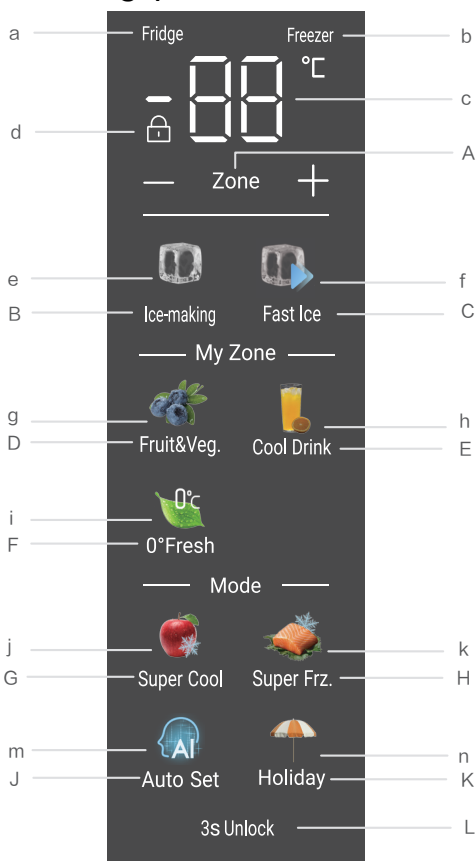 a Fridge Freezer b
-88 °C c
d
A
— Zone +
e f
B Ice-making Fast Ice C
My Zone
g h
D Fruit&Veg. Cool Drink E
0°c
i
F 0°Fresh
Mode
j k
G Super Cool Super Frz. H
AI
m n
J Auto Set Holiday K
3s Unlock L